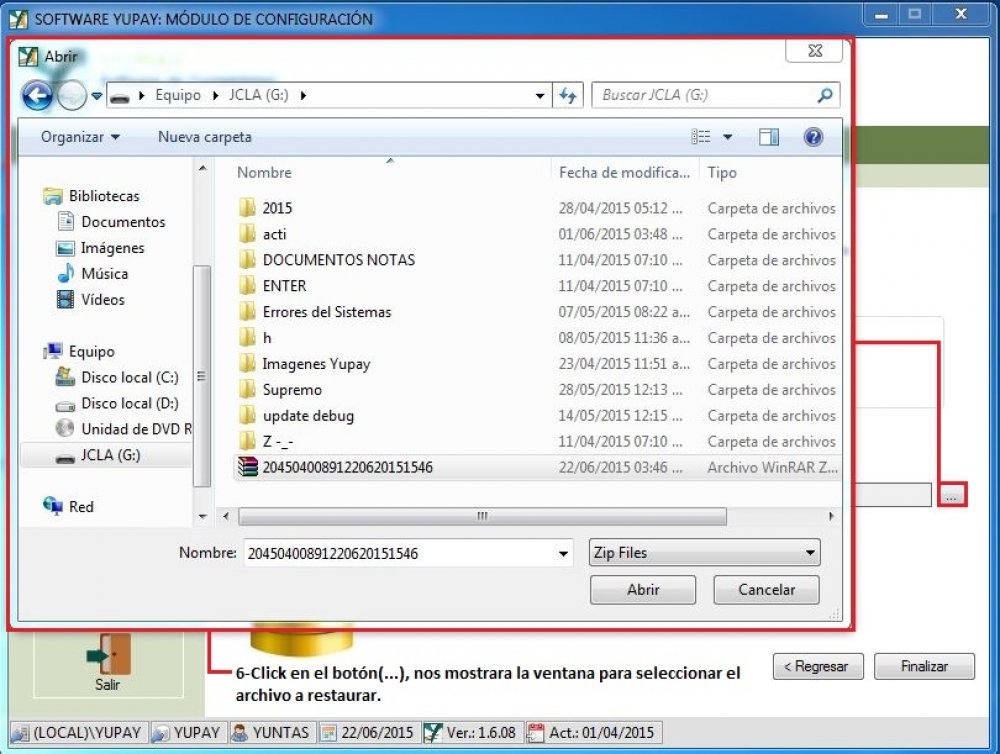 SOFTWARE YUPAY: MÓDULO DE CONFIGURACIÓN
Abrir
Equipo JCLA (G:)
Buscar JCLA (G:)
Organizar Nueva carpeta
Nombre Fecha de modifica... Tipo
Bibliotecas
Documentos
Imágenes
Música
Vídeos
Equipo
Disco local (C:)
Disco local (D:)
Unidad de DVD R
JCLA (G:)
Red
2015 28/04/2015 05:12 ... Carpeta de archivos
acti 01/06/2015 03:48 ... Carpeta de archivos
DOCUMENTOS NOTAS 11/04/2015 07:10 ... Carpeta de archivos
ENTER 11/04/2015 07:10 ... Carpeta de archivos
Errores del Sistemas 07/05/2015 08:22 a... Carpeta de archivos
h 08/05/2015 11:36 a... Carpeta de archivos
Imagenes Yupay 23/04/2015 11:51 a... Carpeta de archivos
Supremo 28/05/2015 12:13 ... Carpeta de archivos
update debug 14/05/2015 12:15 ... Carpeta de archivos
Z -_- 11/04/2015 07:10 ... Carpeta de archivos
20450400891220620151546 22/06/2015 03:46 ... Archivo WinRAR Z...
...
Nombre: 20450400891220620151546 Zip Files
Abrir Cancelar
Salir
6-Click en el botón(...), nos mostrara la ventana para seleccionar el
archivo a restaurar.
< Regresar Finalizar
(LOCAL)\YUPAY YUPAY YUNTAS 22/06/2015 Ver.: 1.6.08 Act.: 01/04/2015